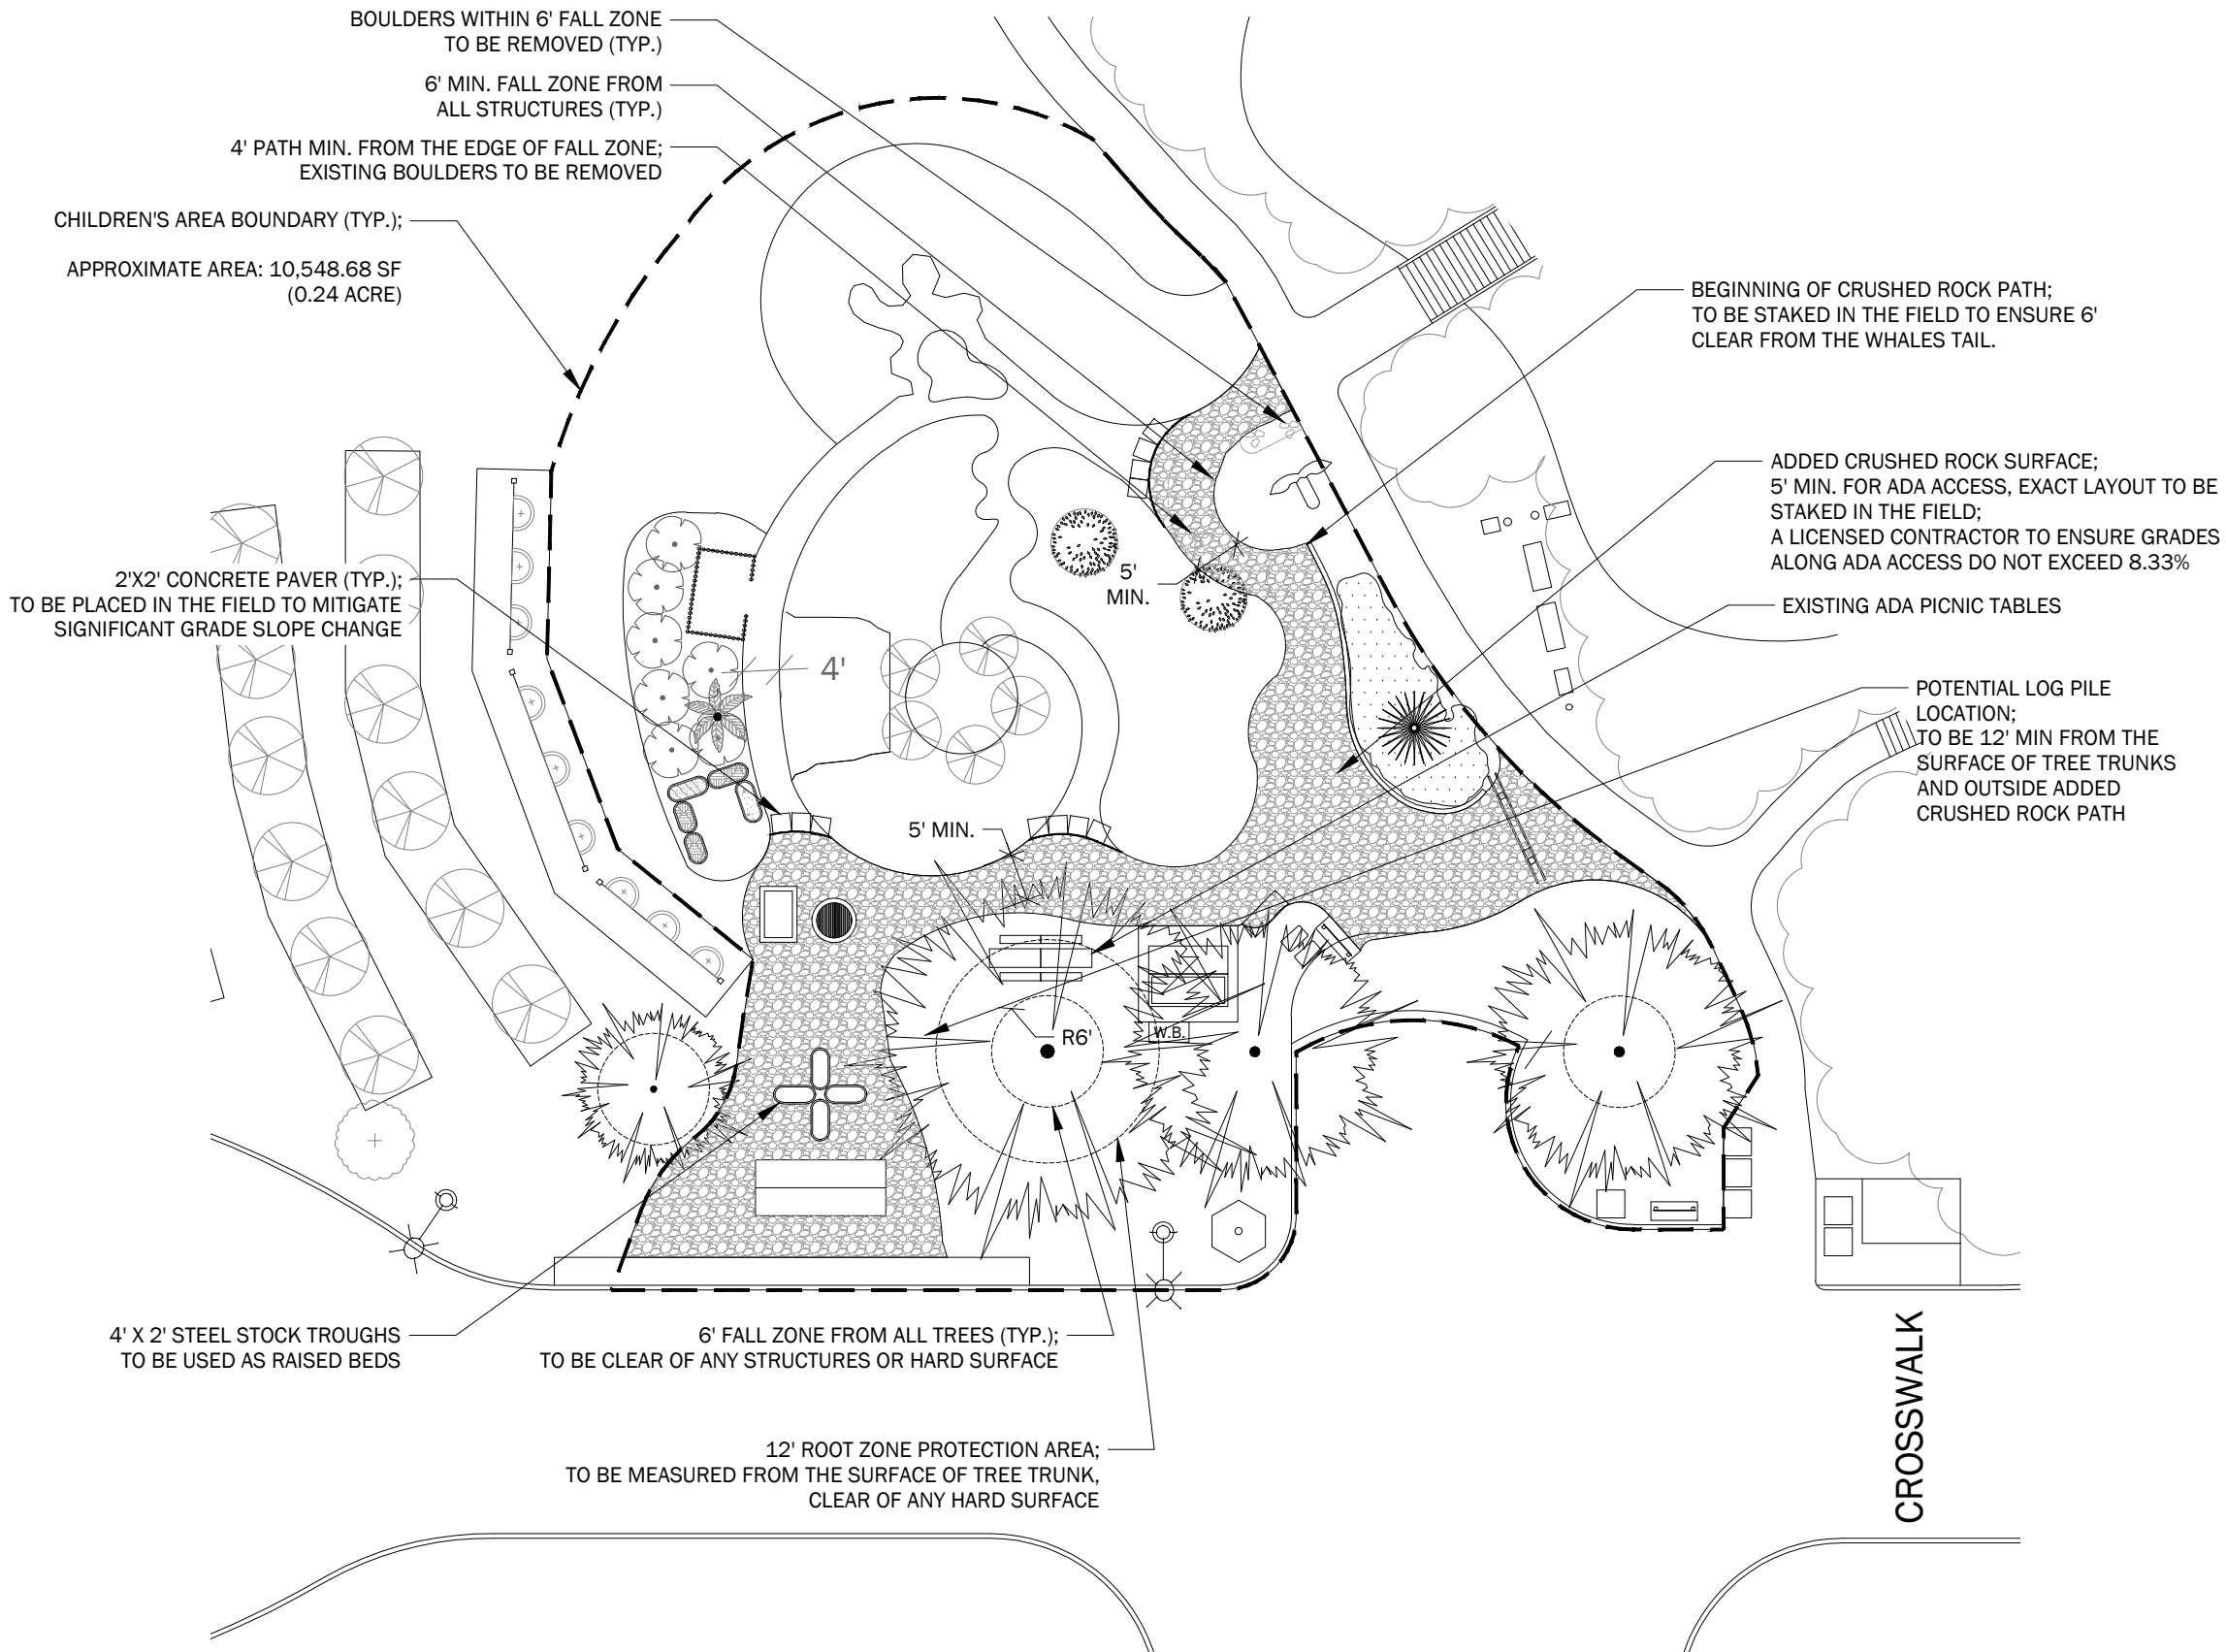 BOULDERS WITHIN 6' FALL ZONE
TO BE REMOVED (TYP.)
6' MIN. FALL ZONE FROM
ALL STRUCTURES (TYP.)
4' PATH MIN. FROM THE EDGE OF FALL ZONE;
EXISTING BOULDERS TO BE REMOVED
CHILDREN'S AREA BOUNDARY (TYP.);
APPROXIMATE AREA: 10,548.68 SF
(0.24 ACRE)
BEGINNING OF CRUSHED ROCK PATH;
TO BE STAKED IN THE FIELD TO ENSURE 6'
CLEAR FROM THE WHALES TAIL.
ADDED CRUSHED ROCK SURFACE;
5' MIN. FOR ADA ACCESS, EXACT LAYOUT TO BE
STAKED IN THE FIELD;
A LICENSED CONTRACTOR TO ENSURE GRADES
ALONG ADA ACCESS DO NOT EXCEED 8.33%
2'X2' CONCRETE PAVER (TYP.);
TO BE PLACED IN THE FIELD TO MITIGATE
SIGNIFICANT GRADE SLOPE CHANGE
5'
MIN.
EXISTING ADA PICNIC TABLES
4'
POTENTIAL LOG PILE
LOCATION;
TO BE 12' MIN FROM THE
SURFACE OF TREE TRUNKS
AND OUTSIDE ADDED
CRUSHED ROCK PATH
5' MIN.
R6'
W.B.
4' X 2' STEEL STOCK TROUGHS
TO BE USED AS RAISED BEDS
6' FALL ZONE FROM ALL TREES (TYP.);
TO BE CLEAR OF ANY STRUCTURES OR HARD SURFACE
12' ROOT ZONE PROTECTION AREA;
TO BE MEASURED FROM THE SURFACE OF TREE TRUNK,
CLEAR OF ANY HARD SURFACE
CROSSWALK